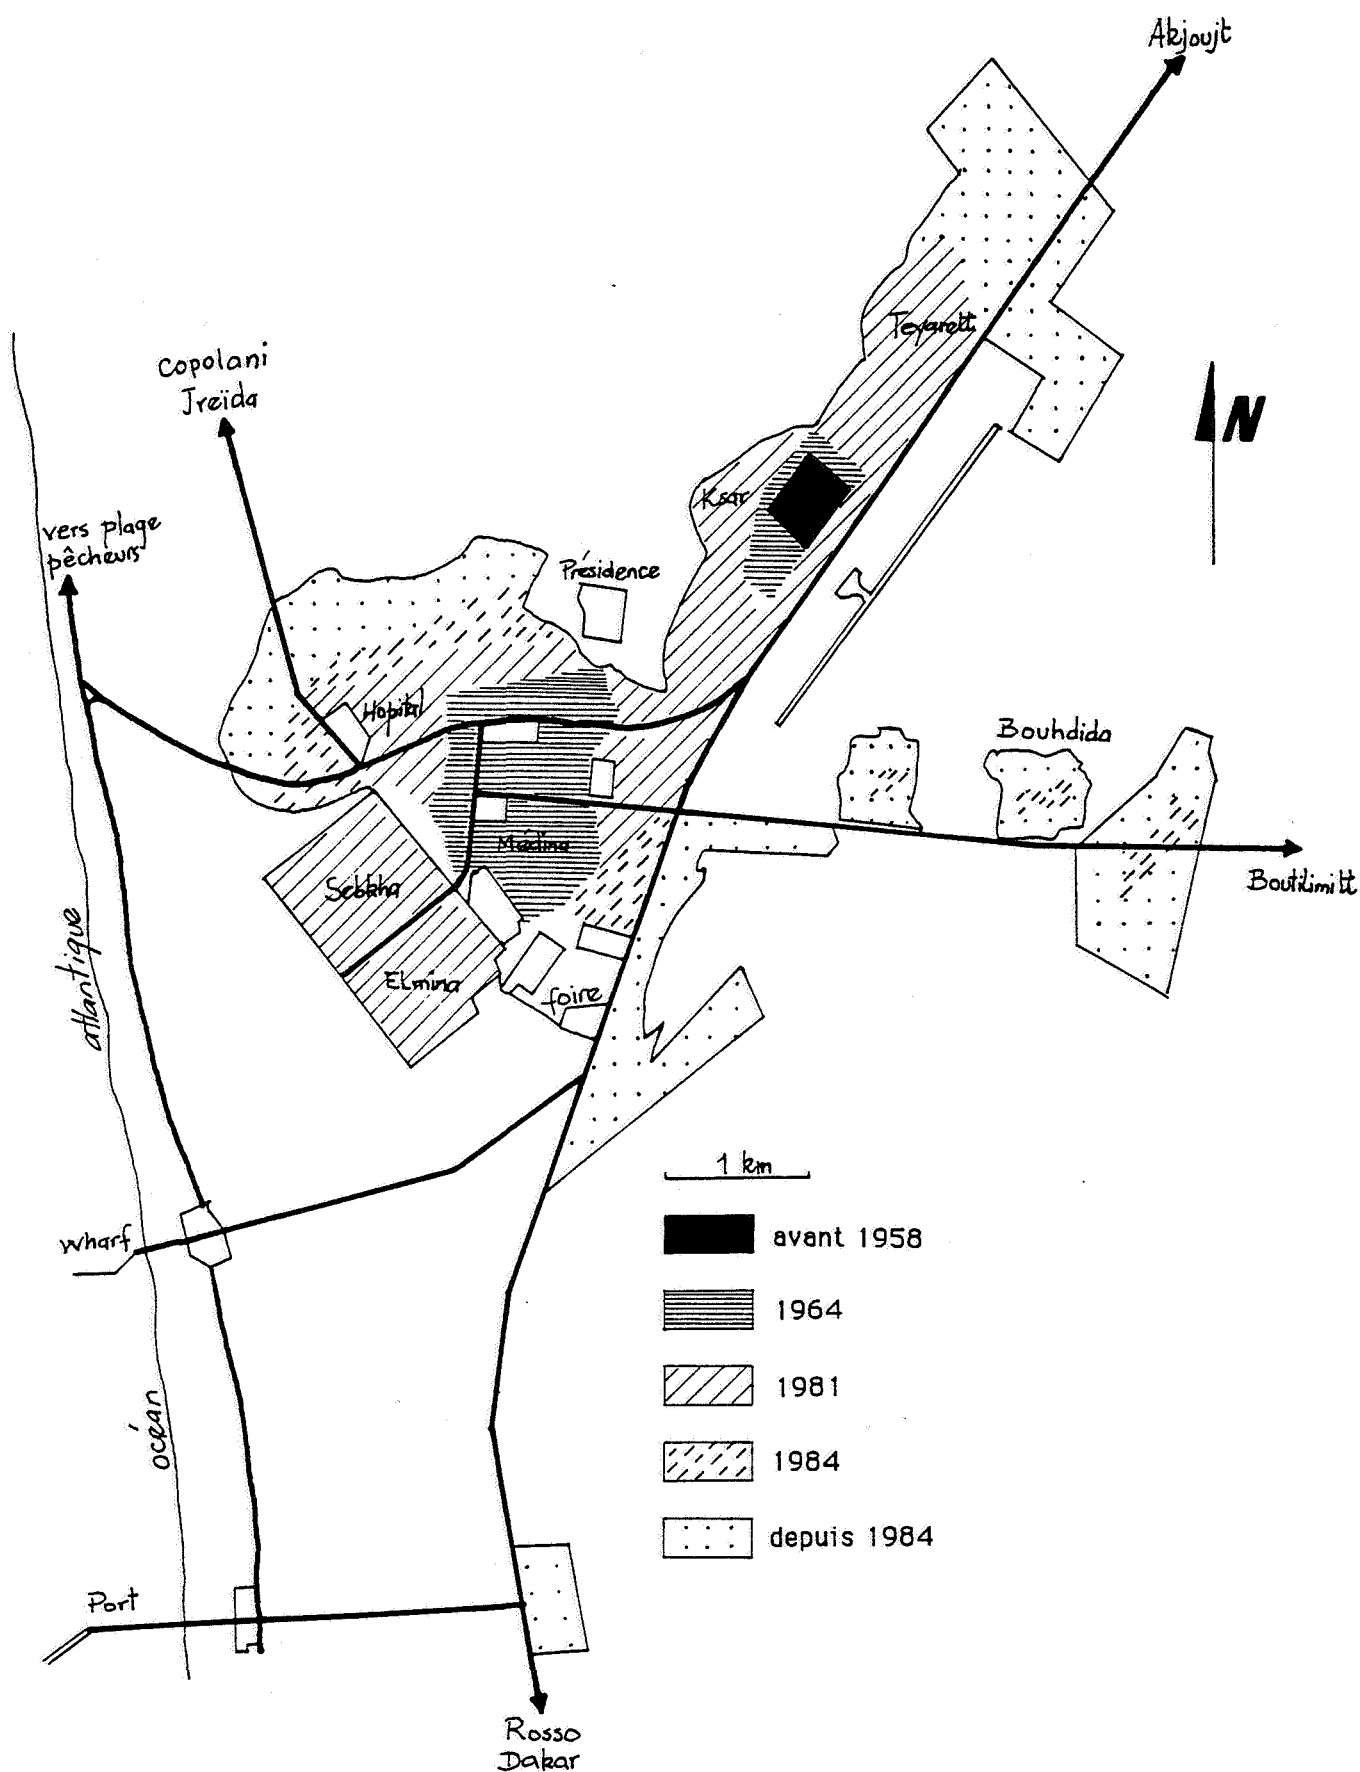 Akjoujt
Copolani
Jreïda
Teyarett
N
vers plage
pêcheurs
Ksar
Présidence
Hopital
Bouhdida
Médina
Sebkha
Boutilimitt
Elmina
foire
atlantique
1 km
wharf
avant 1958
1964
1981
océan
1984
depuis 1984
Port
Rosso
Dakar